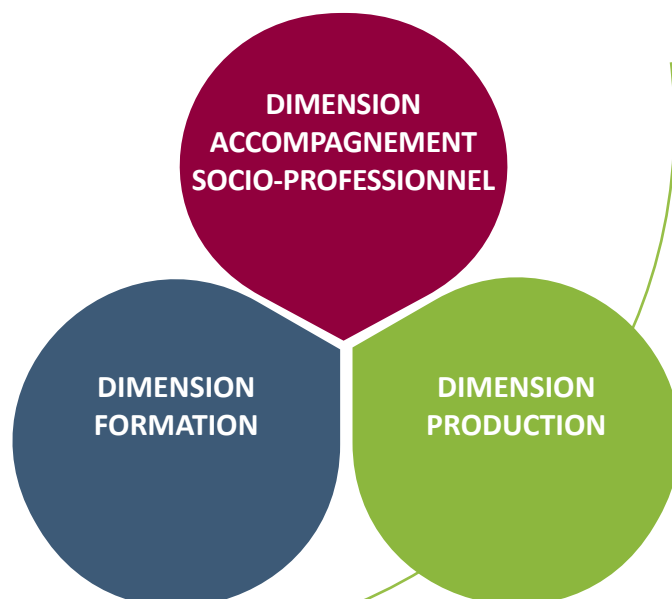 DIMENSION
ACCOMPAGNEMENT
SOCIO-PROFESSIONNEL
DIMENSION
FORMATION
DIMENSION
PRODUCTION